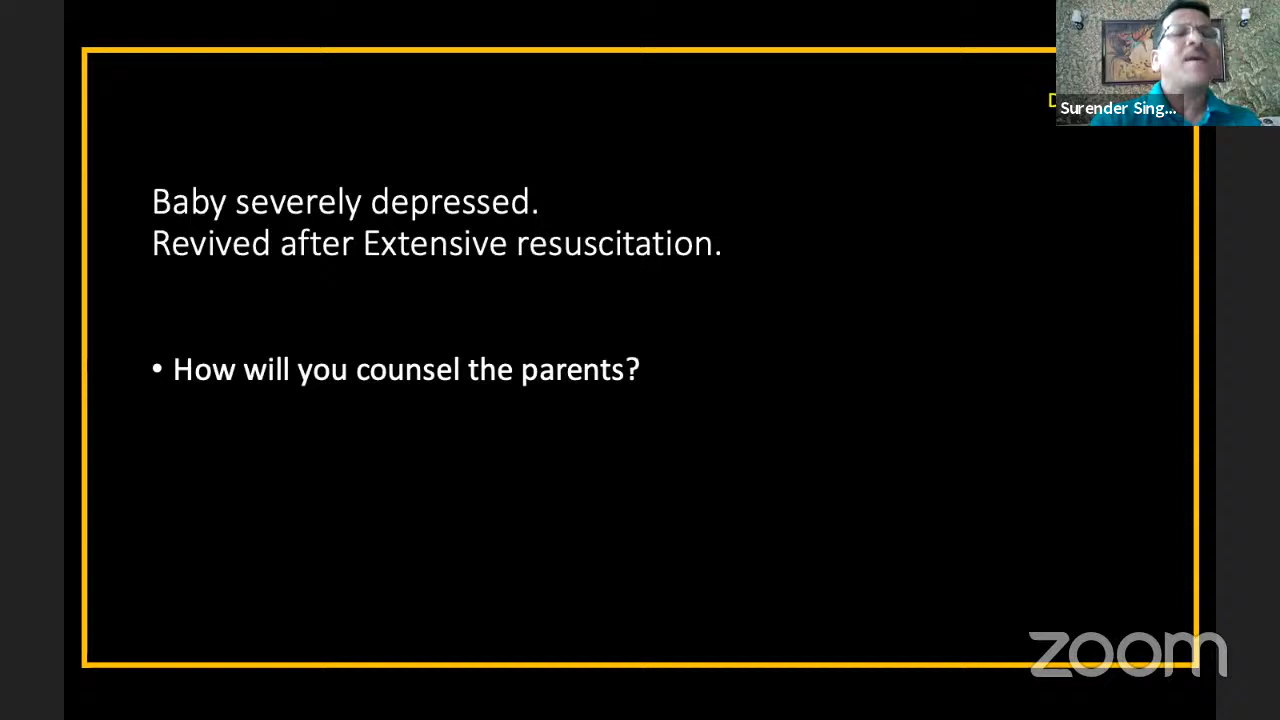 Surender Sing...
Baby severely depressed.
Revived after Extensive resuscitation.
• How will you counsel the parents?
zoom